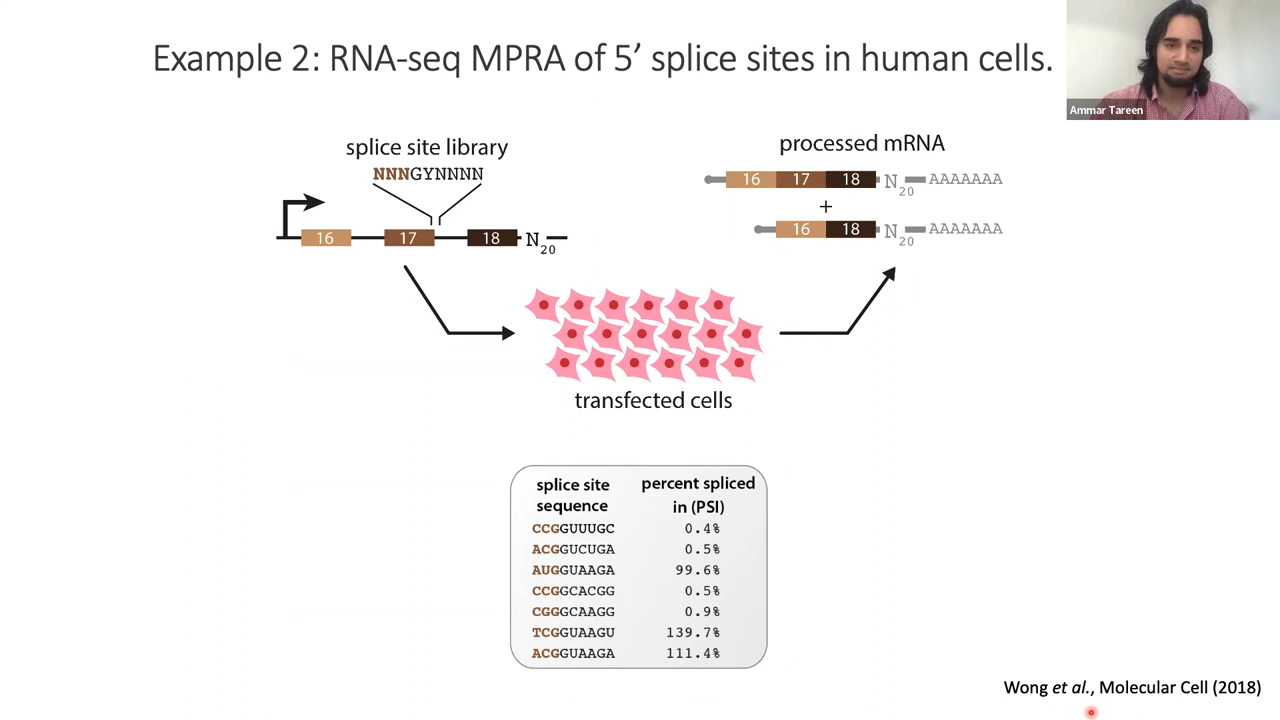 Example 2: RNA-seq MPRA of 5’ splice sites in human cells.
Ammar Tareen
splice site library
NNNGYNNNN
16 17 18 N20
processed mRNA
16 17 18 N20 AAAAAAA
+
16 18 N20 AAAAAAA
transfected cells
splice site sequence percent spliced in (PSI)
CCGGUUUGC 0.4%
ACGGUCUGA 0.5%
AUGGUAAGA 99.6%
CCGGCACGG 0.5%
CGGGCAAGG 0.9%
TCGGUAAGU 139.7%
ACGGUAAGA 111.4%
Wong et al., Molecular Cell (2018)